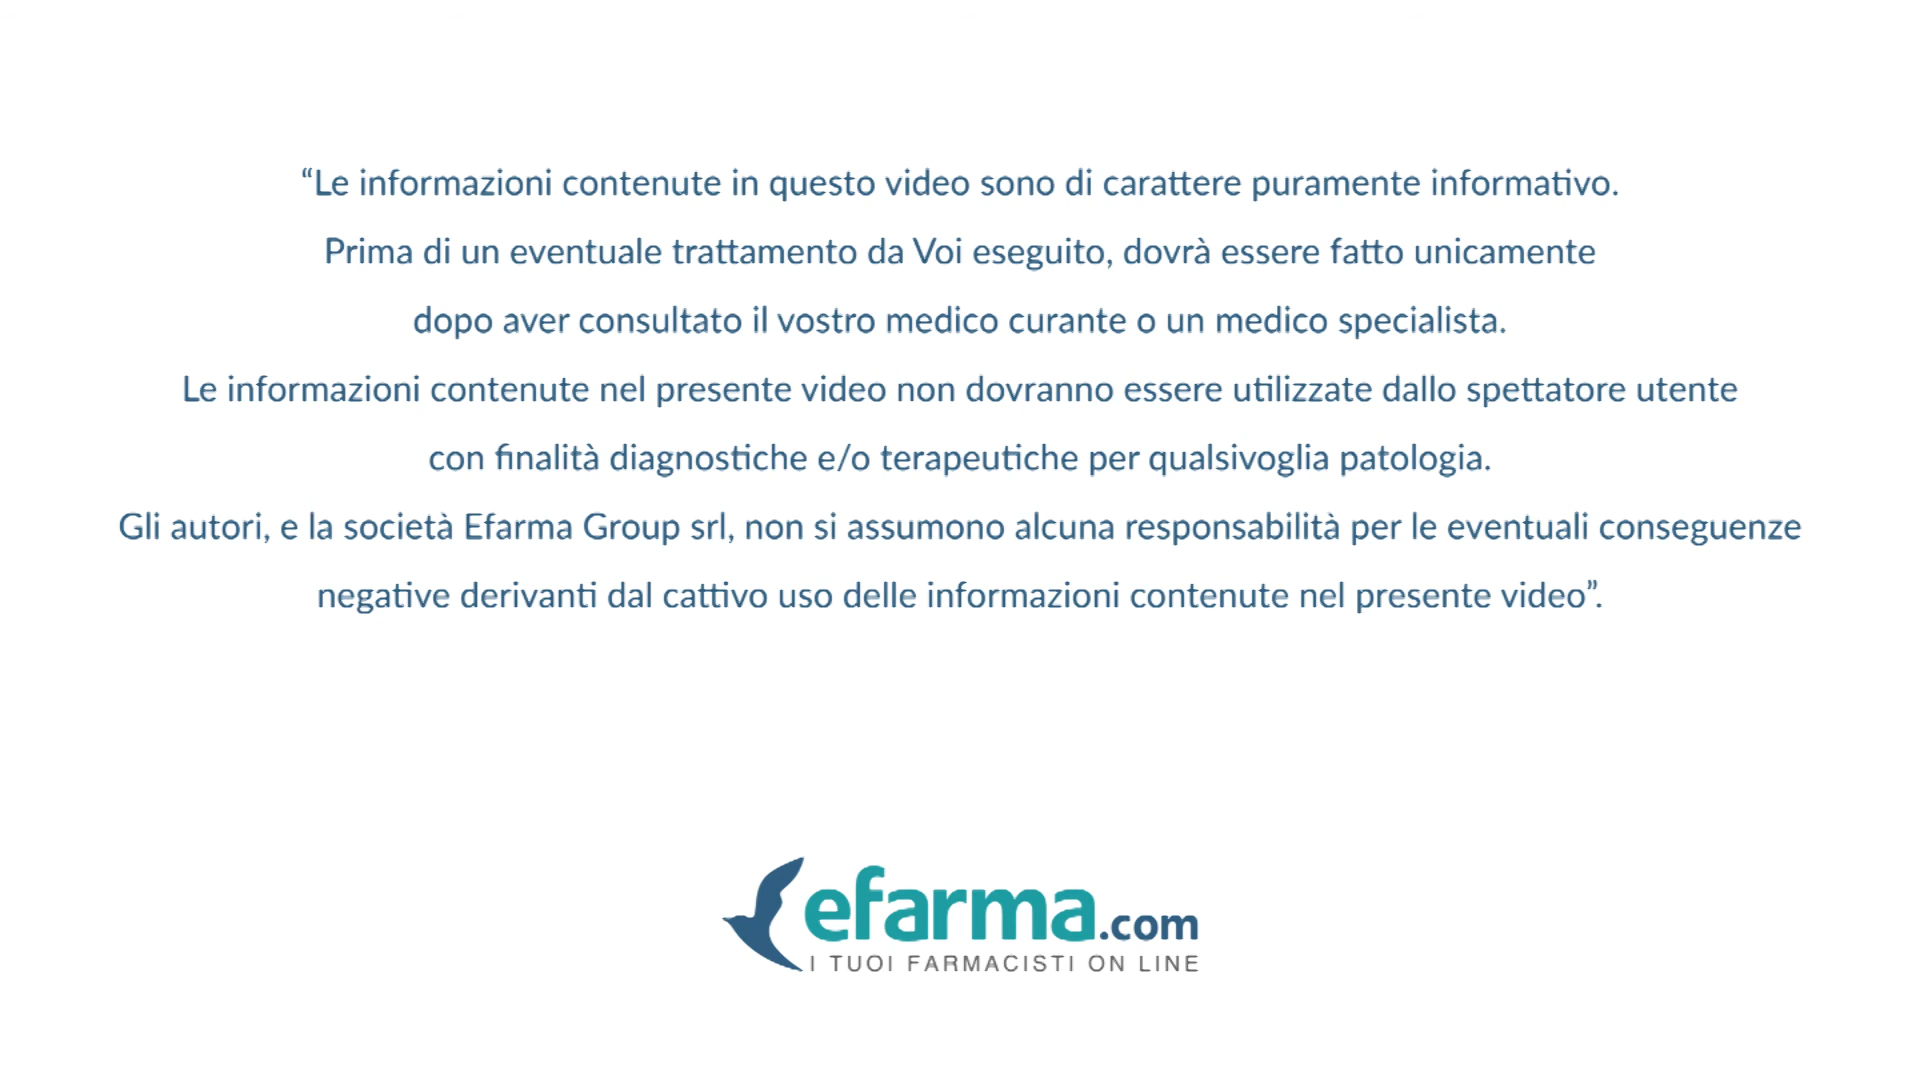 “Le informazioni contenute in questo video sono di carattere puramente informativo.
Prima di un eventuale trattamento da Voi eseguito, dovrà essere fatto unicamente
dopo aver consultato il vostro medico curante o un medico specialista.
Le informazioni contenute nel presente video non dovranno essere utilizzate dallo spettatore utente
con finalità diagnostiche e/o terapeutiche per qualsivoglia patologia.
Gli autori, e la società Efarma Group srl, non si assumono alcuna responsabilità per le eventuali conseguenze
negative derivanti dal cattivo uso delle informazioni contenute nel presente video”.
efarma.com
I TUOI FARMACISTI ON LINE